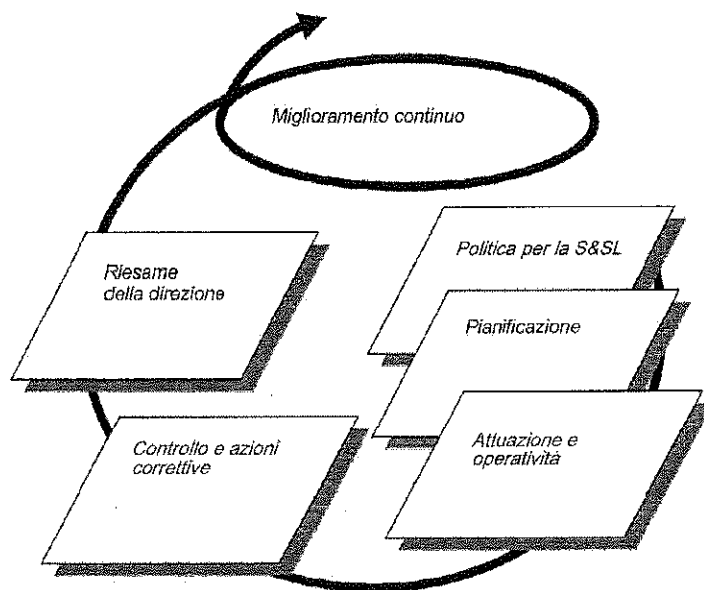 Miglioramento continuo
Politica per la S&SL
Riesame
della direzione
Pianificazione
Controllo e azioni
correttive
Attuazione e
operatività